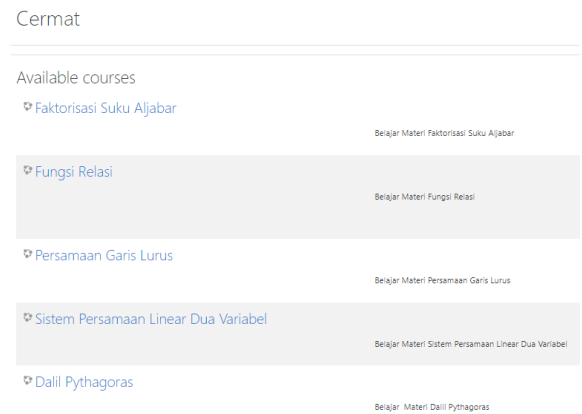 Cermat
Available courses
Faktorisasi Suku Aljabar
Belajar Materi Faktorisasi Suku Aljabar
Fungsi Relasi
Belajar Materi Fungsi Relasi
Persamaan Garis Lurus
Belajar Materi Persamaan Garis Lurus
Sistem Persamaan Linear Dua Variabel
Belajar Materi Sistem Persamaan Linear Dua Variabel
Dalil Pythagoras
Belajar Materi Dalil Pythagoras